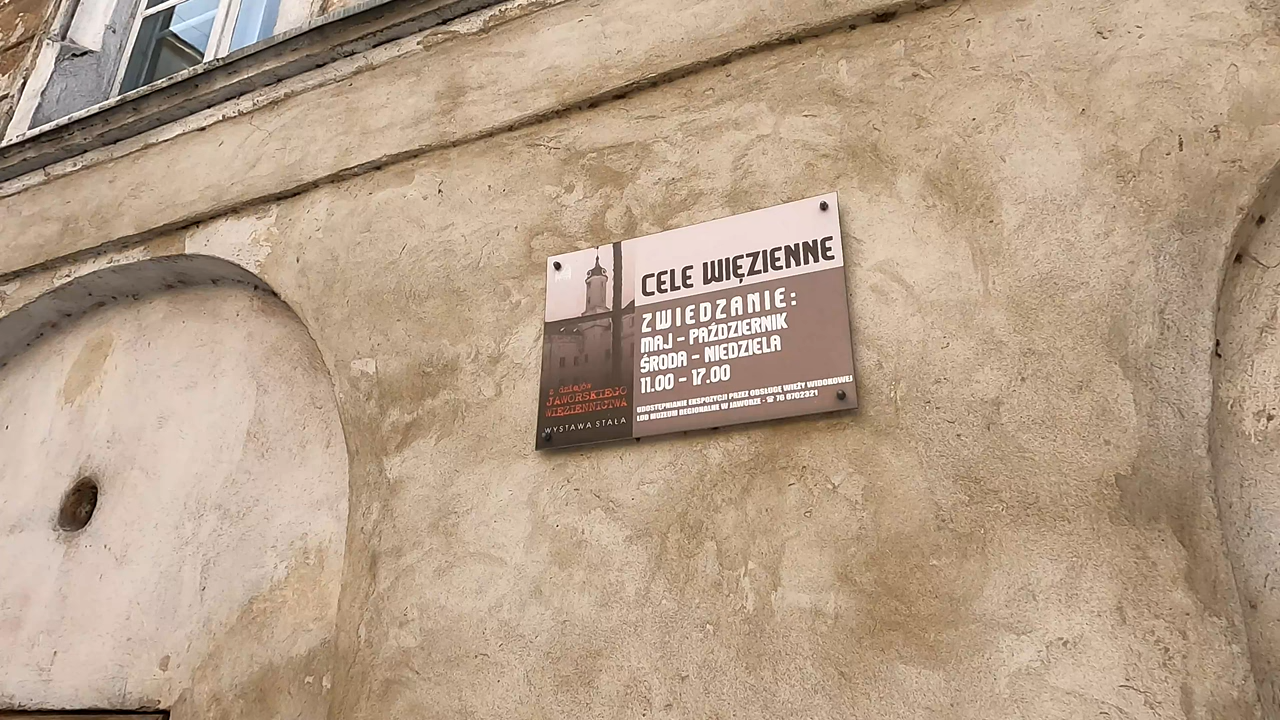 CELE WIĘZIENNE
ZWIEDZANIE:
MAJ - PAŹDZIERNIK
ŚRODA - NIEDZIELA
11.00 - 17.00
UDOSTĘPNIANIE EKSPOZYCJI PRZEZ OBSŁUGĘ WIEŻY WIDOKOWEJ
LUB MUZEUM REGIONALNE W JAWORZE - ☎ 76 8702321
z dziejów
JAWORSKIEGO
WIĘZIENNICTWA
WYSTAWA STAŁA